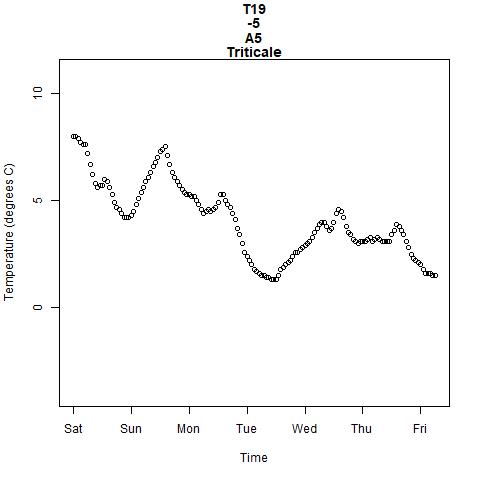 T19
-5
A5
Triticale
10
5
0
Temperature (degrees C)
Sat Sun Mon Tue Wed Thu Fri
Time